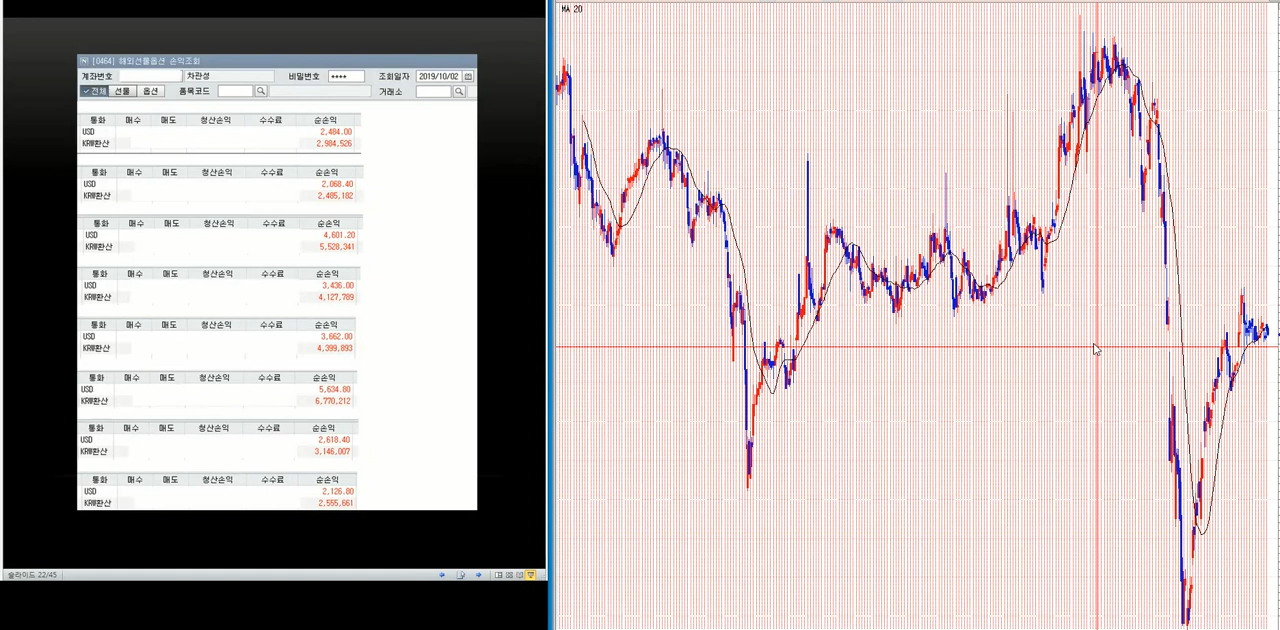 MA 20
[0464] 해외선물옵션 손익조회
계좌번호 차관성 비밀번호 **** 조회일자 2019/10/02
전체 선물 옵션 품목코드 거래소
통화 매수 매도 청산손익 수수료 순손익
USD 2,484.00
KRW환산 2,984,526
통화 매수 매도 청산손익 수수료 순손익
USD 2,068.40
KRW환산 2,485,182
통화 매수 매도 청산손익 수수료 순손익
USD 4,601.20
KRW환산 5,528,341
통화 매수 매도 청산손익 수수료 순손익
USD 3,436.00
KRW환산 4,127,789
통화 매수 매도 청산손익 수수료 순손익
USD 3,662.00
KRW환산 4,399,893
통화 매수 매도 청산손익 수수료 순손익
USD 5,634.80
KRW환산 6,770,212
통화 매수 매도 청산손익 수수료 순손익
USD 2,618.40
KRW환산 3,146,007
통화 매수 매도 청산손익 수수료 순손익
USD 2,126.80
KRW환산 2,555,661
슬라이드 22/45